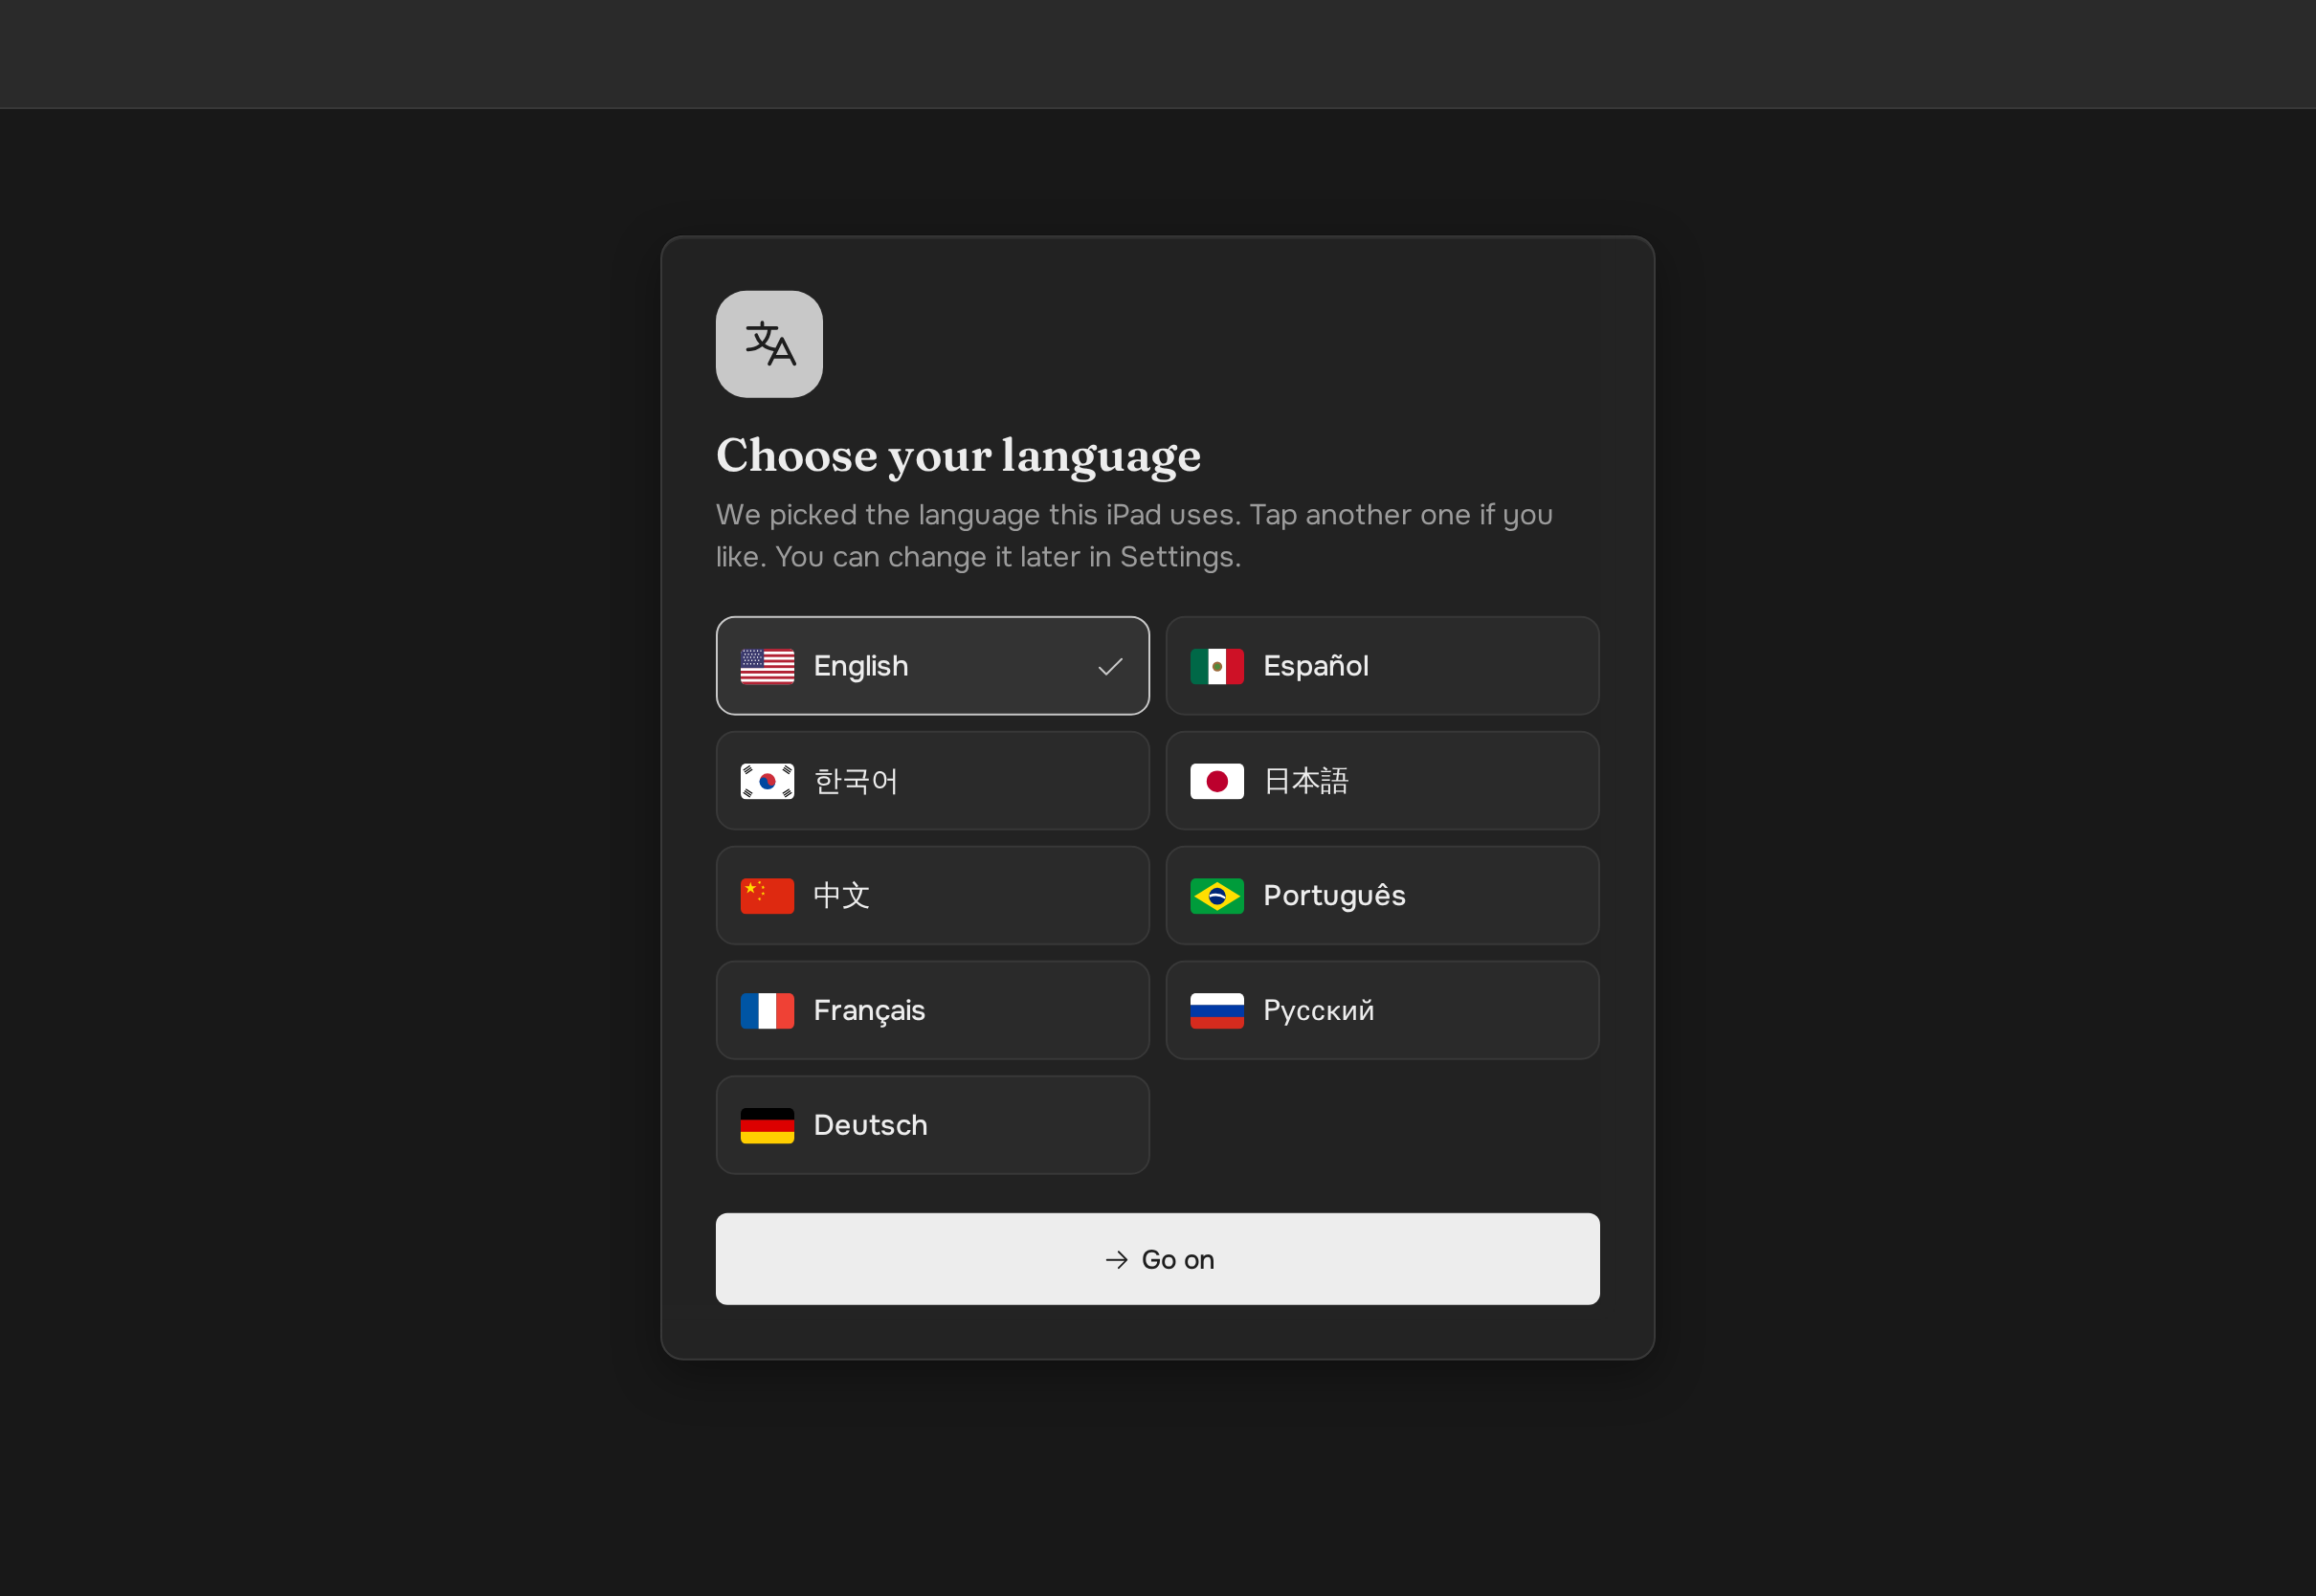 文A
Choose your language
We picked the language this iPad uses. Tap another one if you
like. You can change it later in Settings.
English
Español
한국어
日本語
中文
Português
Français
Русский
Deutsch
Go on